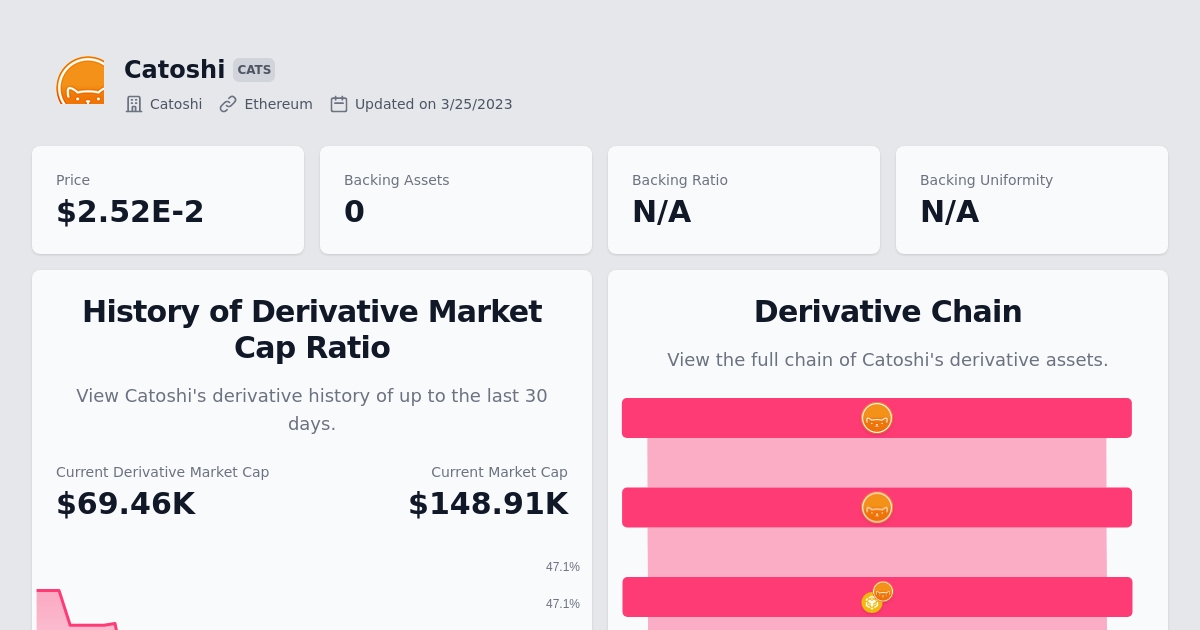 Catoshi CATS
Catoshi Ethereum Updated on 3/25/2023
Price
$2.52E-2
Backing Assets
0
Backing Ratio
N/A
Backing Uniformity
N/A
History of Derivative Market
Cap Ratio
View Catoshi's derivative history of up to the last 30
days.
Current Derivative Market Cap
$69.46K
Current Market Cap
$148.91K
47.1%
47.1%
Derivative Chain
View the full chain of Catoshi's derivative assets.